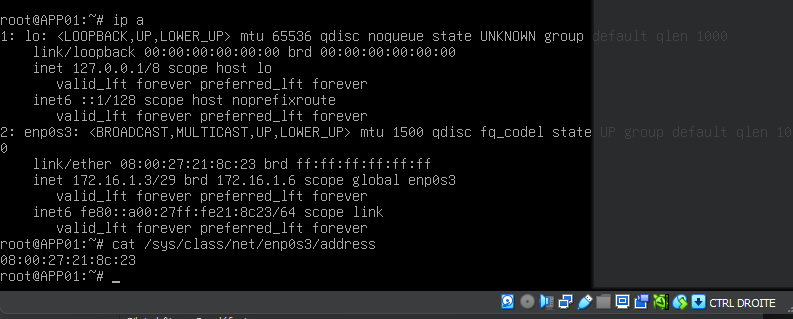 root@APP01:~# ip a
1: lo: <LOOPBACK,UP,LOWER_UP> mtu 65536 qdisc noqueue state UNKNOWN group default qlen 1000
    link/loopback 00:00:00:00:00:00 brd 00:00:00:00:00:00
    inet 127.0.0.1/8 scope host lo
       valid_lft forever preferred_lft forever
    inet6 ::1/128 scope host noprefixroute
       valid_lft forever preferred_lft forever
2: enp0s3: <BROADCAST,MULTICAST,UP,LOWER_UP> mtu 1500 qdisc fq_codel state UP group default qlen 100
0
    link/ether 08:00:27:21:8c:23 brd ff:ff:ff:ff:ff:ff
    inet 172.16.1.3/29 brd 172.16.1.6 scope global enp0s3
       valid_lft forever preferred_lft forever
    inet6 fe80::a00:27ff:fe21:8c23/64 scope link
       valid_lft forever preferred_lft forever
root@APP01:~# cat /sys/class/net/enp0s3/address
08:00:27:21:8c:23
root@APP01:~# _
CTRL DROITE